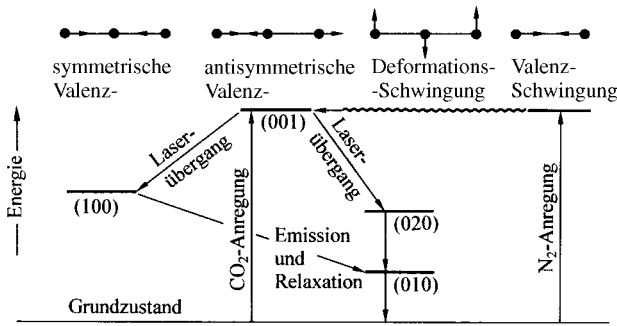 symmetrische
Valenz-
antisymmetrische
Valenz-
Deformations-
-Schwingung
Valenz-
Schwingung
(001)
Laser-
übergang
Laser-
übergang
(100)
(020)
Emission
und
Relaxation
(010)
Energie
CO₂-Anregung
N₂-Anregung
Grundzustand